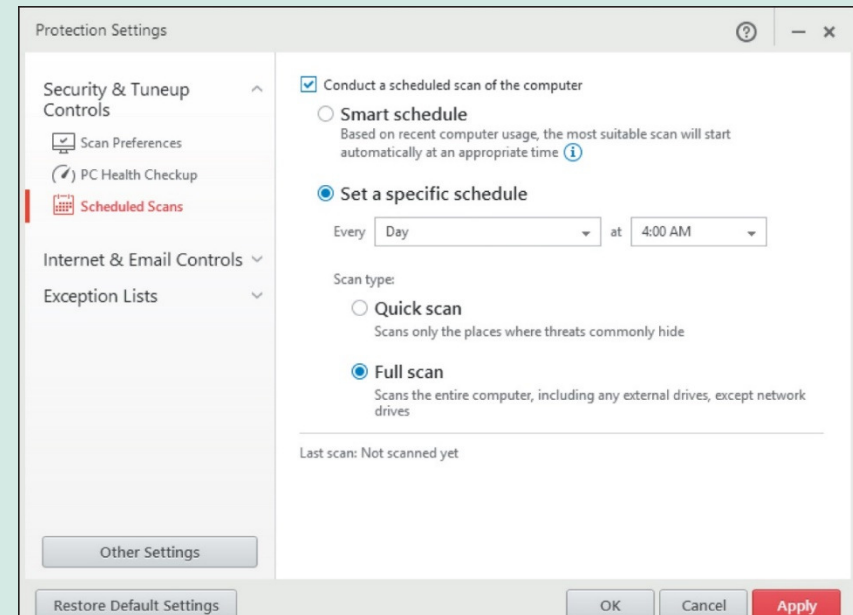 Protection Settings
Security & Tuneup
Controls
Scan Preferences
PC Health Checkup
Scheduled Scans
Internet & Email Controls
Exception Lists
Other Settings
Conduct a scheduled scan of the computer
Smart schedule
Based on recent computer usage, the most suitable scan will start
automatically at an appropriate time
Set a specific schedule
Every Day at 4:00 AM
Scan type:
Quick scan
Scans only the places where threats commonly hide
Full scan
Scans the entire computer, including any external drives, except network
drives
Last scan: Not scanned yet
Restore Default Settings OK Cancel Apply